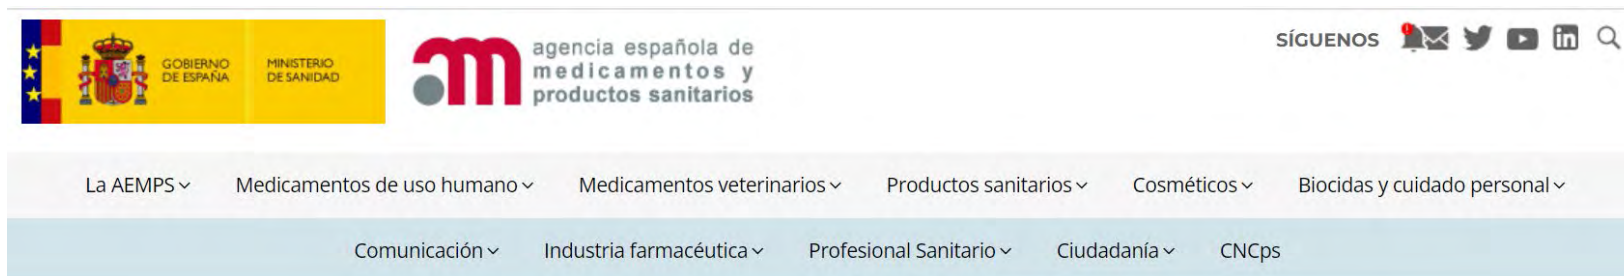 GOBIERNO
DE ESPAÑA
MINISTERIO
DE SANIDAD
agencia española de
medicamentos y
productos sanitarios
SÍGUENOS
La AEMPS Medicamentos de uso humano Medicamentos veterinarios Productos sanitarios Cosméticos Biocidas y cuidado personal
Comunicación Industria farmacéutica Profesional Sanitario Ciudadanía CNCps